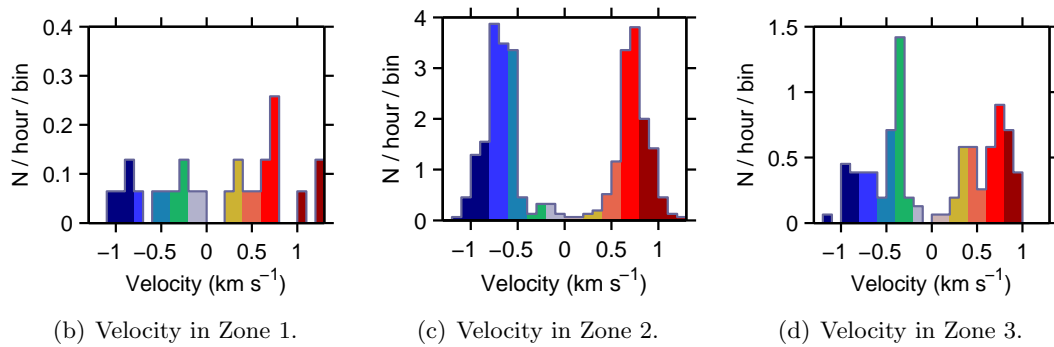 0.4
0.3
0.2
0.1
0
N / hour / bin
−1 −0.5 0 0.5 1
Velocity (km s⁻¹)
(b) Velocity in Zone 1.
4
3
2
1
0
N / hour / bin
−1 −0.5 0 0.5 1
Velocity (km s⁻¹)
(c) Velocity in Zone 2.
1.5
1
0.5
0
N / hour / bin
−1 −0.5 0 0.5 1
Velocity (km s⁻¹)
(d) Velocity in Zone 3.